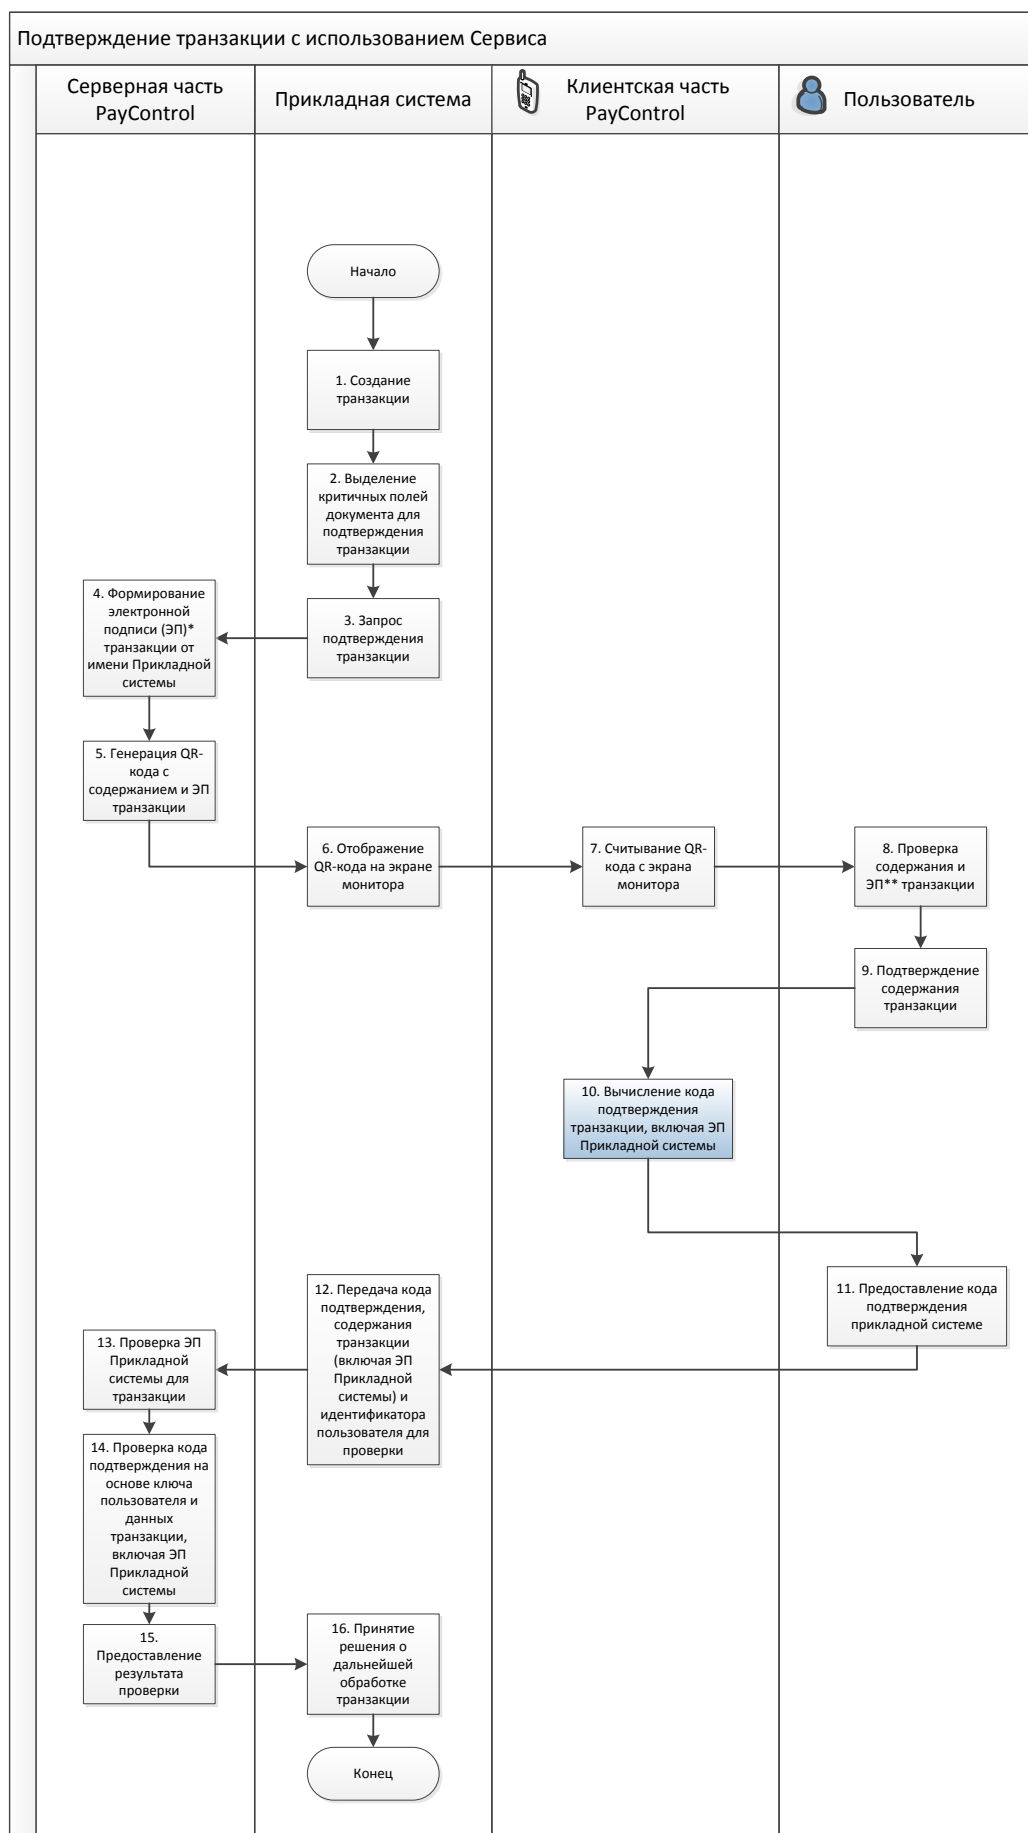 Подтверждение транзакции с использованием Сервиса
Серверная часть
PayControl
Прикладная система
Клиентская часть
PayControl
Пользователь
Начало
1. Создание
транзакции
2. Выделение
критичных полей
документа для
подтверждения
транзакции
3. Запрос
подтверждения
транзакции
4. Формирование
электронной
подписи (ЭП)*
транзакции от
имени Прикладной
системы
5. Генерация QR-
кода с
содержанием и ЭП
транзакции
6. Отображение
QR-кода на экране
монитора
7. Считывание QR-
кода с экрана
монитора
8. Проверка
содержания и
ЭП** транзакции
9. Подтверждение
содержания
транзакции
10. Вычисление кода
подтверждения
транзакции, включая ЭП
Прикладной системы
11. Предоставление кода
подтверждения
прикладной системе
12. Передача кода
подтверждения,
содержания
транзакции
(включая ЭП
Прикладной
системы) и
идентификатора
пользователя для
проверки
13. Проверка ЭП
Прикладной
системы для
транзакции
14. Проверка кода
подтверждения на
основе ключа
пользователя и
данных
транзакции,
включая ЭП
Прикладной
системы
15.
Предоставление
результата
проверки
16. Принятие
решения о
дальнейшей
обработке
транзакции
Конец